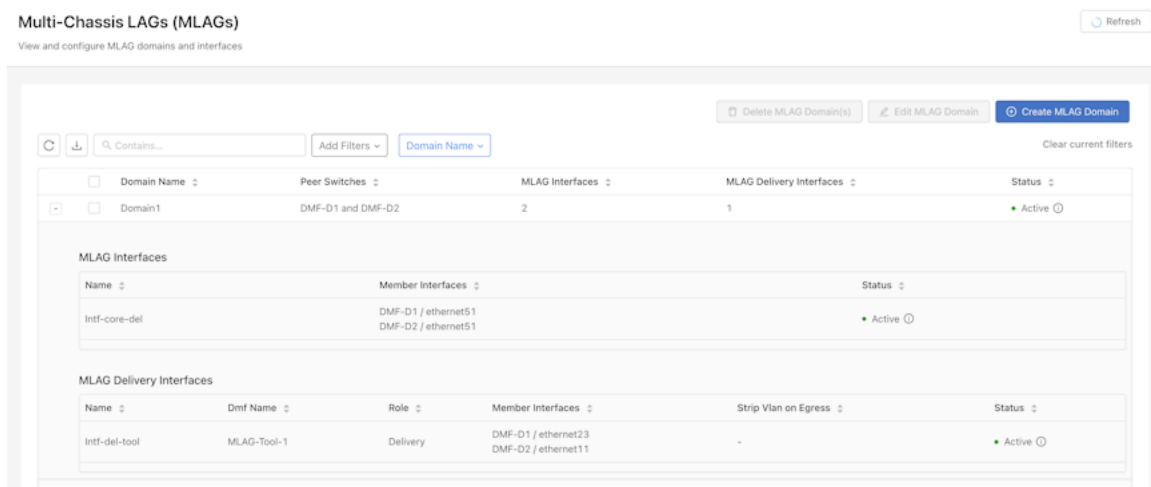 Multi-Chassis LAGs (MLAGs)
Refresh
View and configure MLAG domains and interfaces
Delete MLAG Domain(s) Edit MLAG Domain Create MLAG Domain
Contains... Add Filters Domain Name Clear current filters
Domain Name Peer Switches MLAG Interfaces MLAG Delivery Interfaces Status
Domain1 DMF-D1 and DMF-D2 2 1 Active
MLAG Interfaces
Name Member Interfaces Status
Intf-core-del DMF-D1 / ethernet51 Active
DMF-D2 / ethernet51
MLAG Delivery Interfaces
Name Dmf Name Role Member Interfaces Strip Vlan on Egress Status
Intf-del-tool MLAG-Tool-1 Delivery DMF-D1 / ethernet23 - Active
DMF-D2 / ethernet11